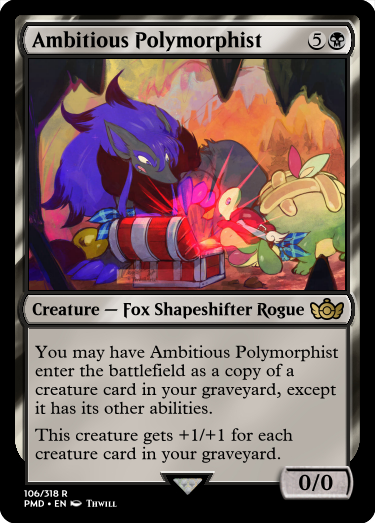 Ambitious Polymorphist 5
Creature — Fox Shapeshifter Rogue
You may have Ambitious Polymorphist
enter the battlefield as a copy of a
creature card in your graveyard, except
it has its other abilities.
This creature gets +1/+1 for each
creature card in your graveyard.
0/0
106/318 R
PMD • EN Thwill